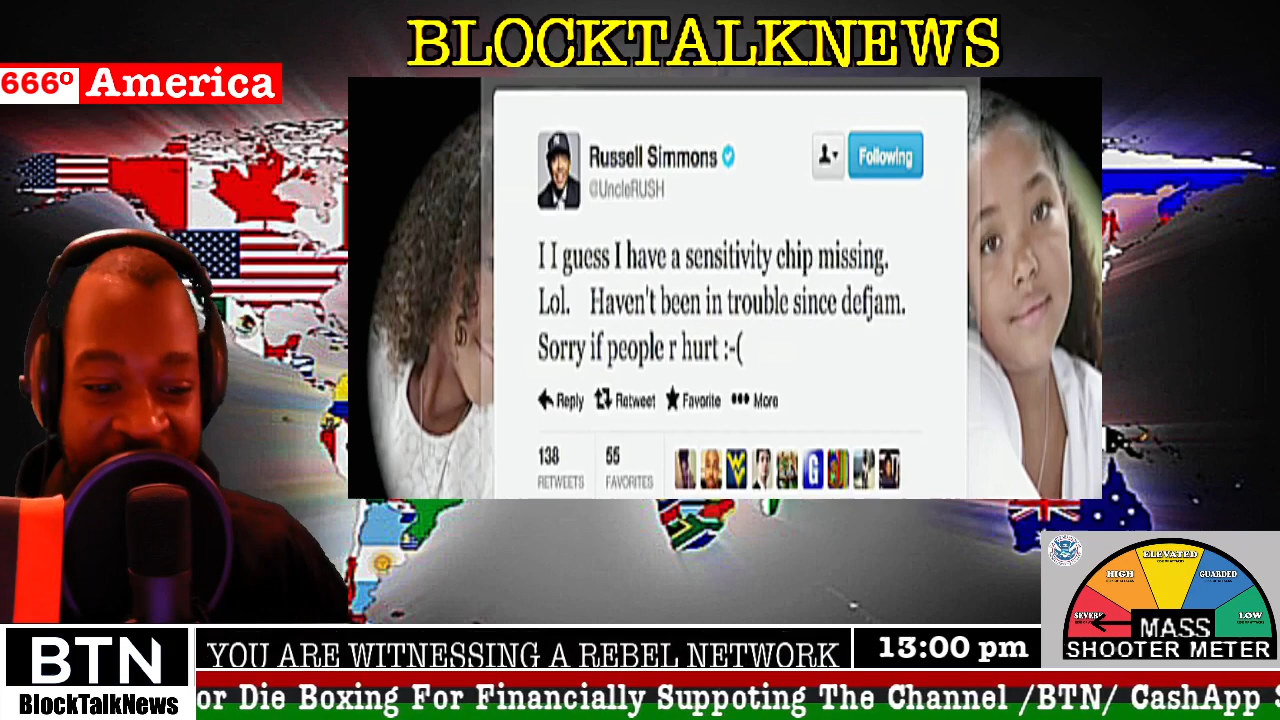 BLOCKTALKNEWS
666º America
Russell Simmons
@UncleRUSH
Following
I I guess I have a sensitivity chip missing.
Lol. Haven't been in trouble since defjam.
Sorry if people r hurt :-(
Reply Retweet Favorite More
138 55
RETWEETS FAVORITES
G
ELEVATED
HIGH GUARDED
SEVERE LOW
MASS
SHOOTER METER
BTN
BlockTalkNews
YOU ARE WITNESSING A REBEL NETWORK
13:00 pm
or Die Boxing For Financially Suppoting The Channel /BTN/ CashApp